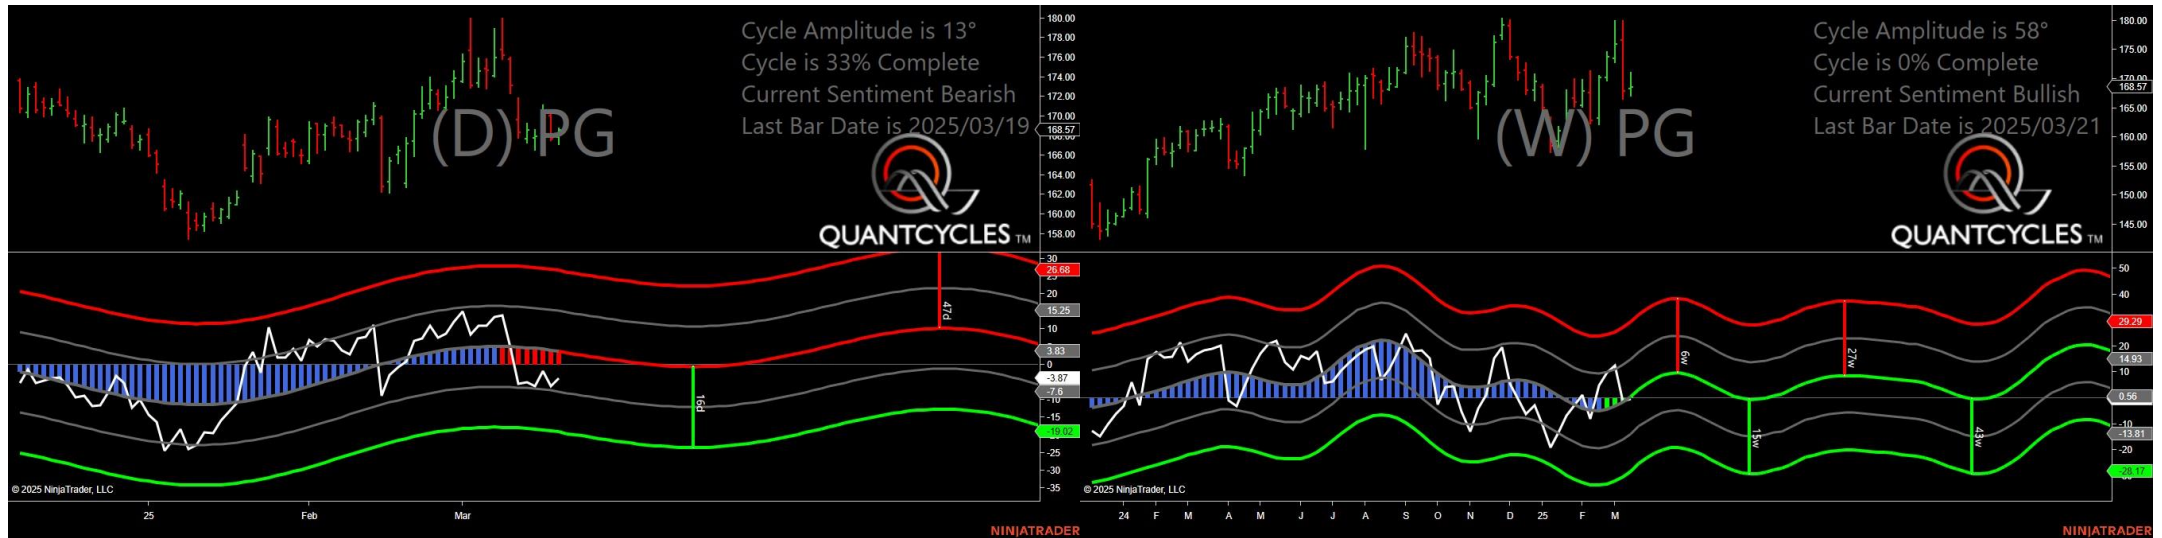 Cycle Amplitude is 13°
Cycle is 33% Complete
Current Sentiment Bearish
Last Bar Date is 2025/03/19
(D) PG
QUANTCYCLES TM
180.00
178.00
176.00
174.00
172.00
170.00
168.57
166.00
164.00
162.00
160.00
158.00
30
26.68
20
15.25
10
3.83
0
-3.87
-7.6
-10
-15
-19.02
-25
-30
-35
47d
16d
© 2025 NinjaTrader, LLC
25 Feb Mar
NINJATRADER
Cycle Amplitude is 58°
Cycle is 0% Complete
Current Sentiment Bullish
Last Bar Date is 2025/03/21
(W) PG
QUANTCYCLES TM
180.00
175.00
170.00
168.57
165.00
160.00
155.00
150.00
145.00
50
40
29.29
20
14.93
10
0.56
-10
-13.81
-20
-28.17
6w
27w
15w
43w
© 2025 NinjaTrader, LLC
24 F M A M J J A S O N D 25 F M
NINJATRADER